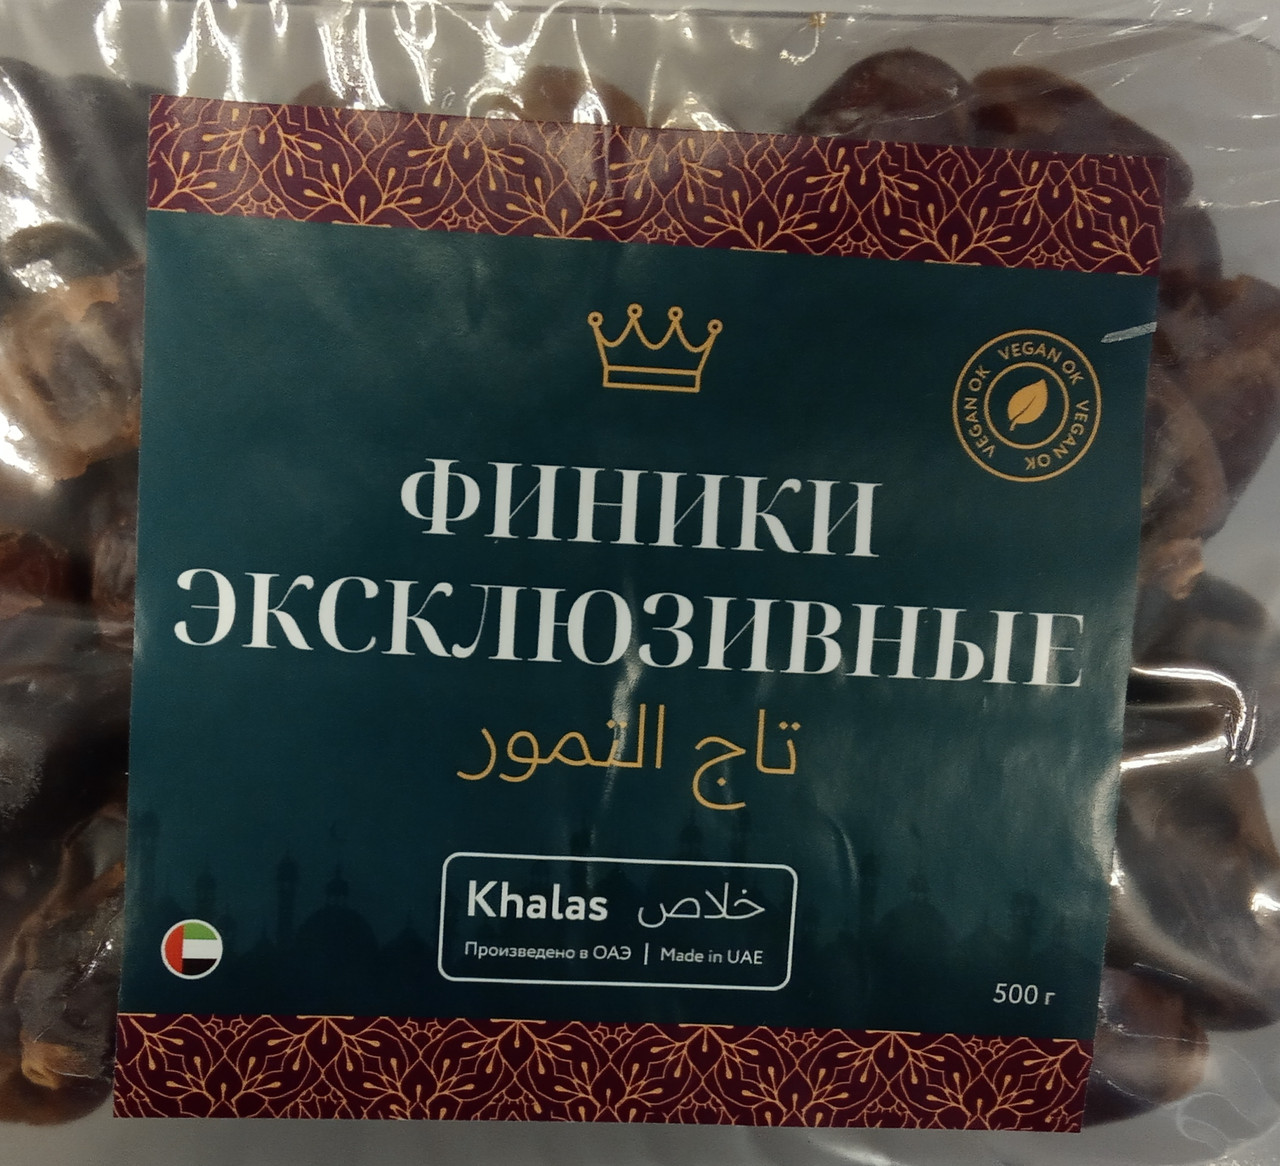 VEGAN OK VEGAN OK VEGAN OK
ФИНИКИ
ЭКСКЛЮЗИВНЫЕ
تاج التمور
Khalas خلاص
Произведено в ОАЭ | Made in UAE
500 г